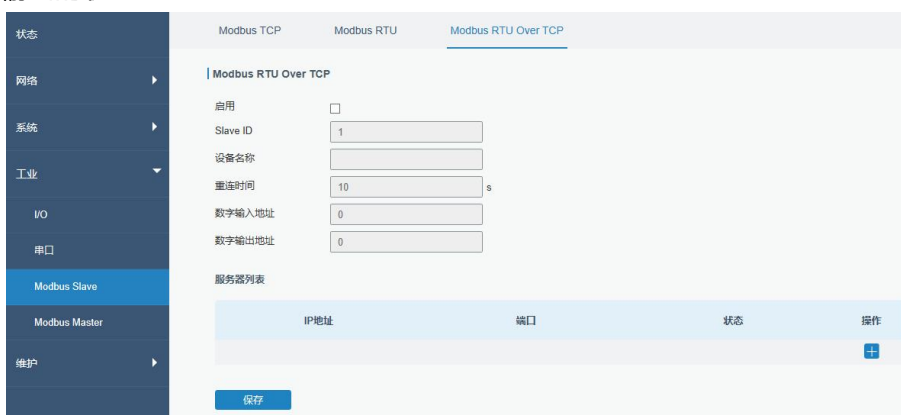 状态
网络
系统
工业
I/O
串口
Modbus Slave
Modbus Master
维护
Modbus TCP Modbus RTU Modbus RTU Over TCP
Modbus RTU Over TCP
启用
Slave ID 1
设备名称
重连时间 10 s
数字输入地址 0
数字输出地址 0
服务器列表
IP地址 端口 状态 操作
保存